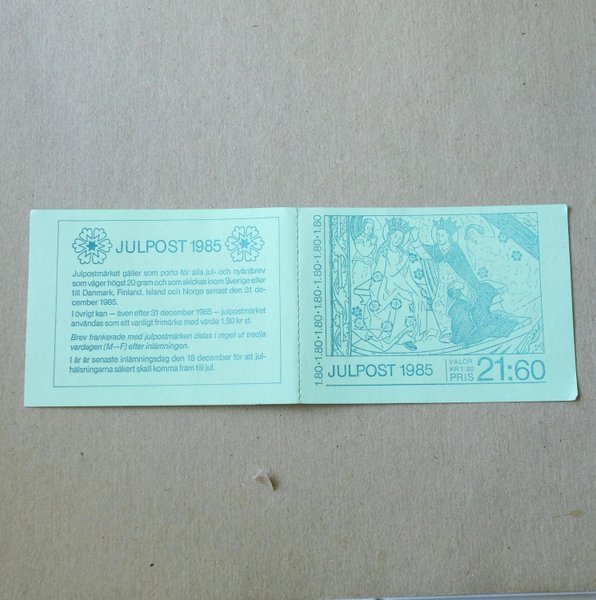 JULPOST 1985
Julpostmärket gäller som porto för alla jul- och nyårsbrev
som väger högst 20 gram och som skickas inom Sverige eller
till Danmark, Finland, Island och Norge senast den 31 de-
cember 1985.
I övrigt kan – även efter 31 december 1985 – julpostmärket
användas som ett vanligt frimärke med värde 1,80 kr st.
Brev frankerade med julpostmärken delas i regel ut tredje
vardagen (M–F) efter inlämningen.
I år är senaste inlämningsdag den 18 december för att jul-
hälsningarna säkert skall komma fram till jul.
1.80•1.80•1.80•1.80•1.80•1.80•1.80
JULPOST 1985
VALÖR
KR 1:80
PRIS 21:60